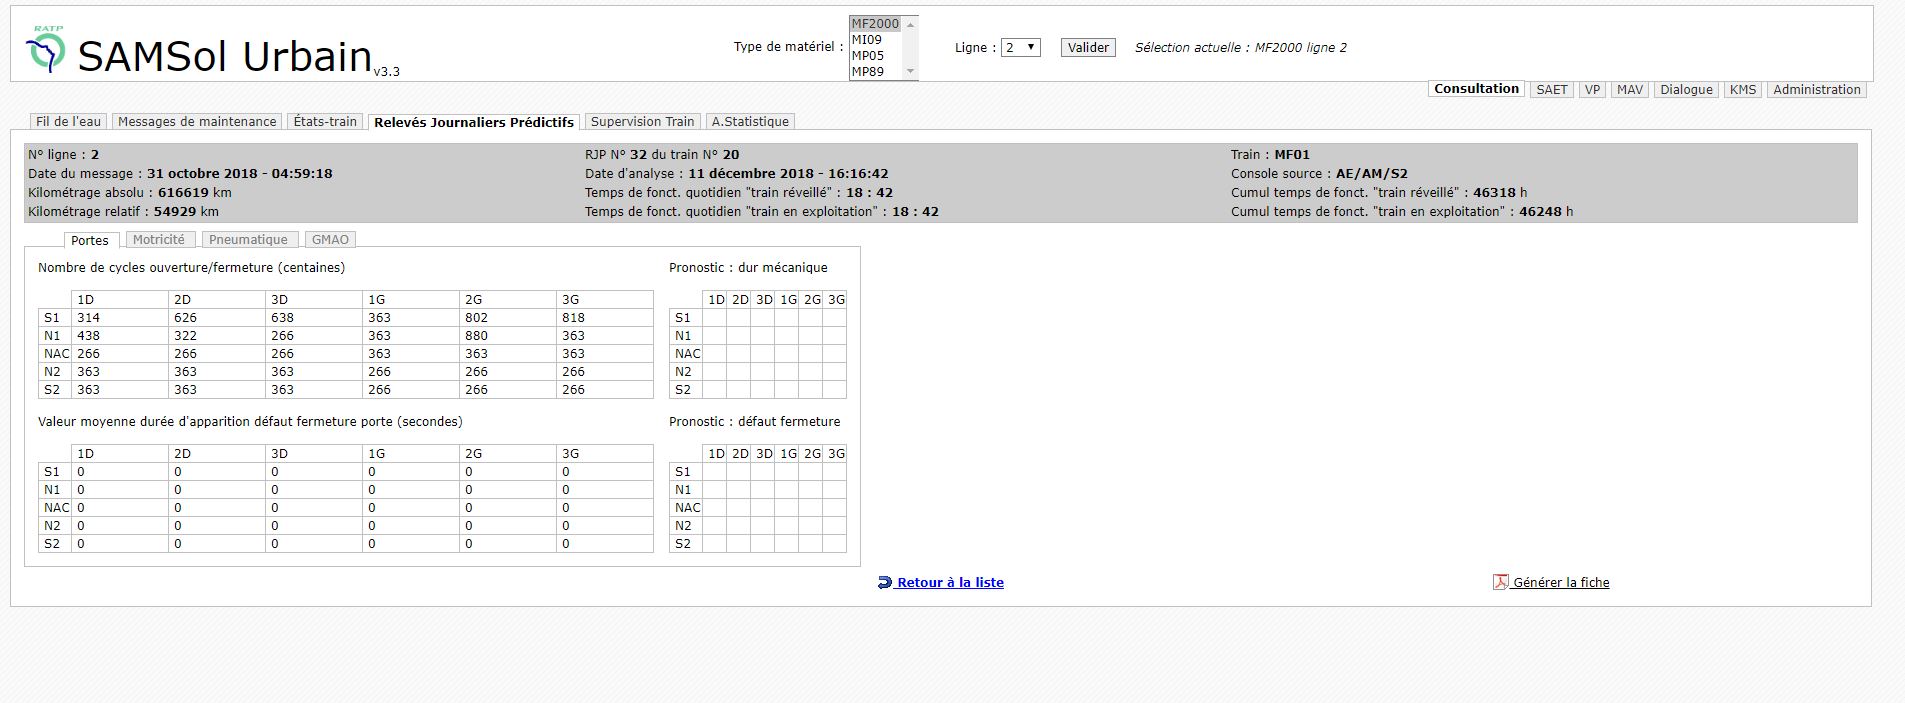 RATP
SAMSol Urbain v3.3
Type de matériel :
MF2000
MI09
MP05
MP89
Ligne : 2 Valider Sélection actuelle : MF2000 ligne 2
Consultation SAET VP MAV Dialogue KMS Administration
Fil de l'eau Messages de maintenance États-train Relevés Journaliers Prédictifs Supervision Train A.Statistique
N° ligne : 2 RJP N° 32 du train N° 20 Train : MF01
Date du message : 31 octobre 2018 - 04:59:18 Date d'analyse : 11 décembre 2018 - 16:16:42 Console source : AE/AM/S2
Kilométrage absolu : 616619 km Temps de fonct. quotidien "train réveillé" : 18 : 42 Cumul temps de fonct. "train réveillé" : 46318 h
Kilométrage relatif : 54929 km Temps de fonct. quotidien "train en exploitation" : 18 : 42 Cumul temps de fonct. "train en exploitation" : 46248 h
Portes Motricité Pneumatique GMAO
Nombre de cycles ouverture/fermeture (centaines)
1D 2D 3D 1G 2G 3G
S1 314 626 638 363 802 818
N1 438 322 266 363 880 363
NAC 266 266 266 363 363 363
N2 363 363 363 266 266 266
S2 363 363 363 266 266 266
Pronostic : dur mécanique
1D 2D 3D 1G 2G 3G
S1
N1
NAC
N2
S2
Valeur moyenne durée d'apparition défaut fermeture porte (secondes)
1D 2D 3D 1G 2G 3G
S1 0 0 0 0 0 0
N1 0 0 0 0 0 0
NAC 0 0 0 0 0 0
N2 0 0 0 0 0 0
S2 0 0 0 0 0 0
Pronostic : défaut fermeture
1D 2D 3D 1G 2G 3G
S1
N1
NAC
N2
S2
Retour à la liste Générer la fiche